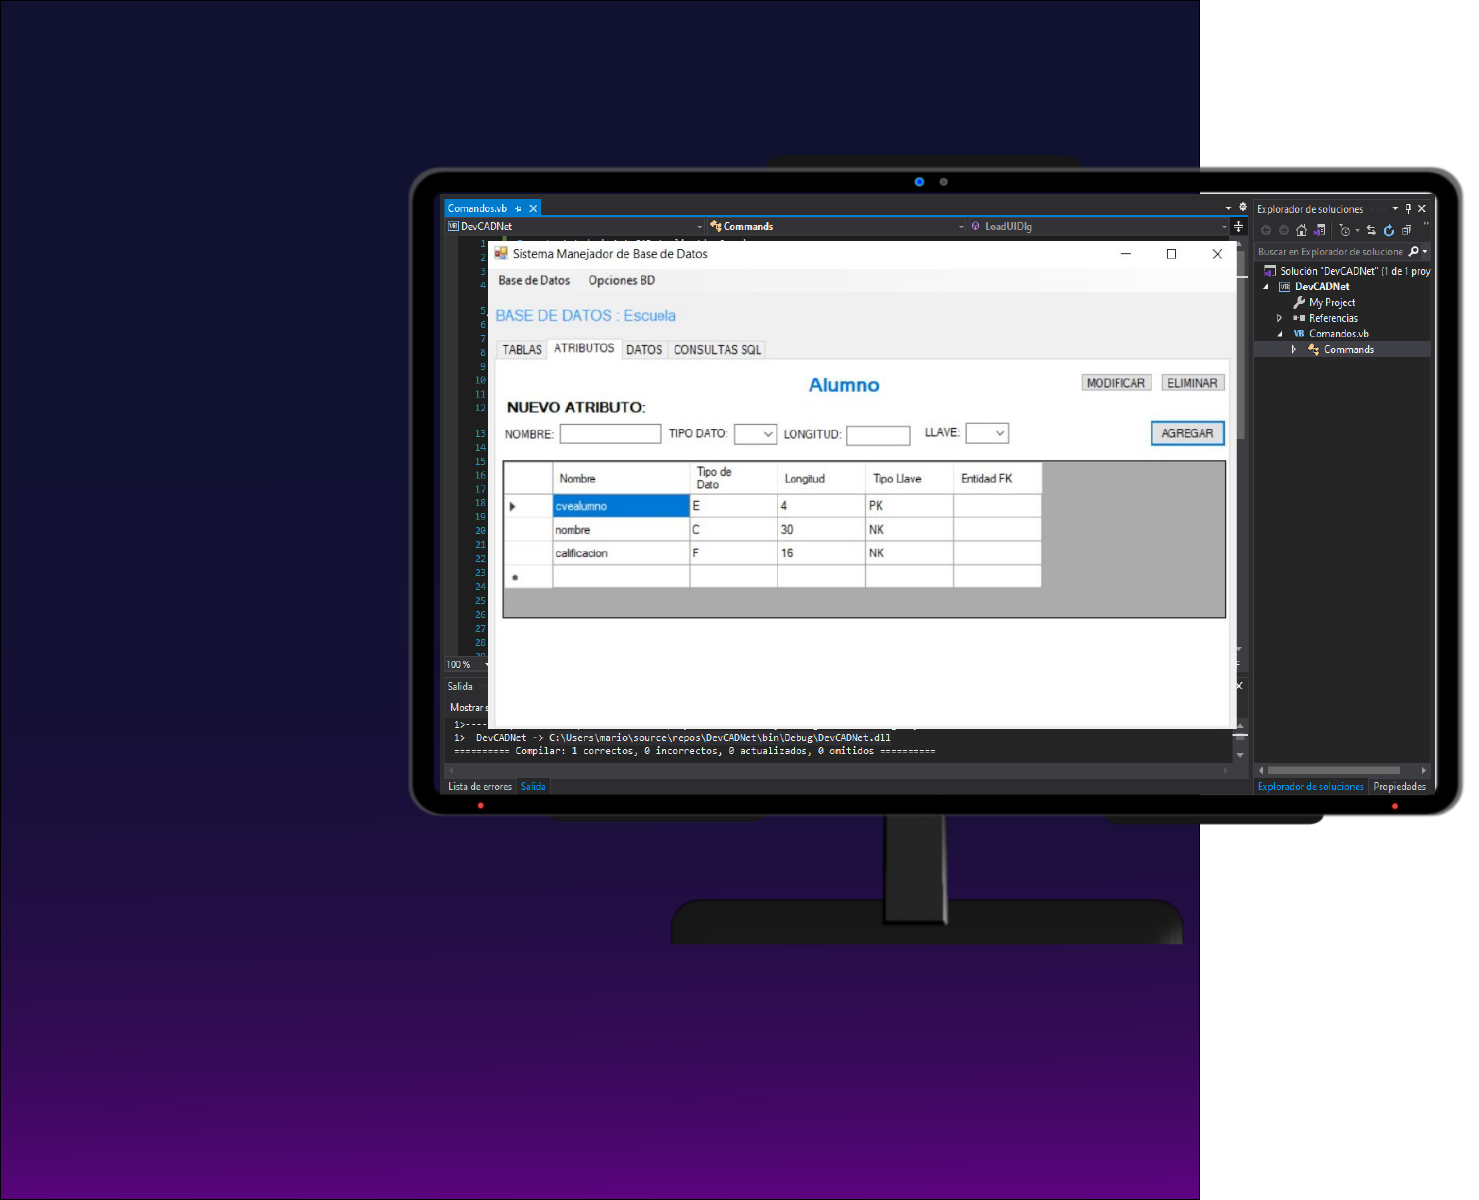 Comandos.vb
DevCADNet
Commands
LoadUIDlg
1
2
3
4
5
6
7
8
9
10
11
12
13
14
15
16
17
18
19
20
21
22
23
24
25
26
27
28
Sistema Manejador de Base de Datos
Base de Datos Opciones BD
BASE DE DATOS : Escuela
TABLAS ATRIBUTOS DATOS CONSULTAS SQL
Alumno
MODIFICAR ELIMINAR
NUEVO ATRIBUTO:
NOMBRE: TIPO DATO: LONGITUD: LLAVE: AGREGAR
Nombre Tipo de Dato Longitud Tipo Llave Entidad FK
cvealumno E 4 PK
nombre C 30 NK
calificacion F 16 NK
100 %
Salida
Mostrar s
1>----
1> DevCADNet -> C:\Users\mario\source\repos\DevCADNet\bin\Debug\DevCADNet.dll
========== Compilar: 1 correctos, 0 incorrectos, 0 actualizados, 0 omitidos ==========
Lista de errores Salida
Explorador de soluciones
Buscar en Explorador de solucione
Solución "DevCADNet" (1 de 1 proy
VB DevCADNet
My Project
Referencias
VB Comandos.vb
Commands
Explorador de soluciones Propiedades